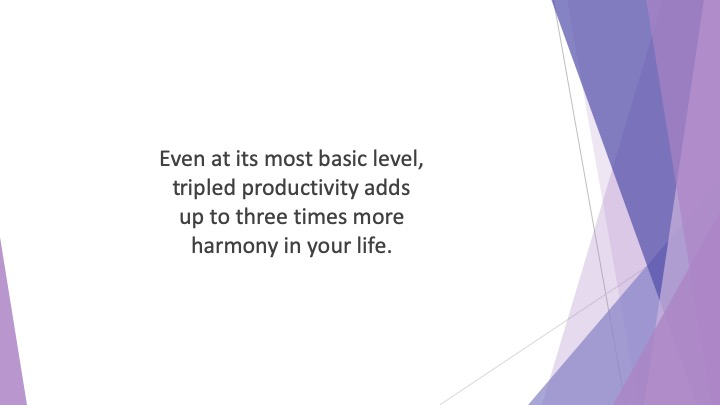 Even at its most basic level,
tripled productivity adds
up to three times more
harmony in your life.